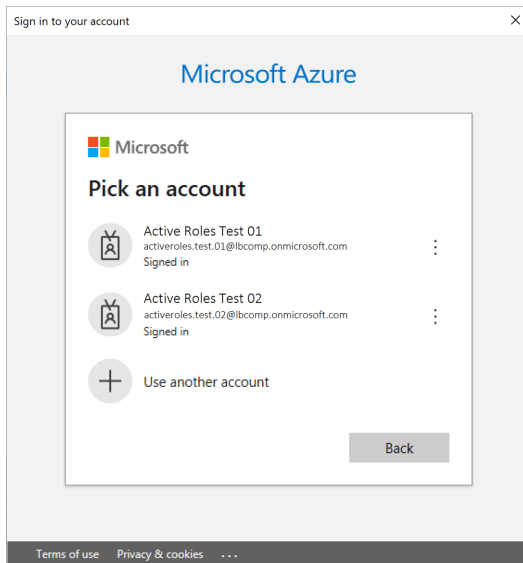 Sign in to your account
Microsoft Azure
Microsoft
Pick an account
Active Roles Test 01
activeroles.test.01@lbcomp.onmicrosoft.com
Signed in
Active Roles Test 02
activeroles.test.02@lbcomp.onmicrosoft.com
Signed in
Use another account
Back
Terms of use Privacy & cookies ...